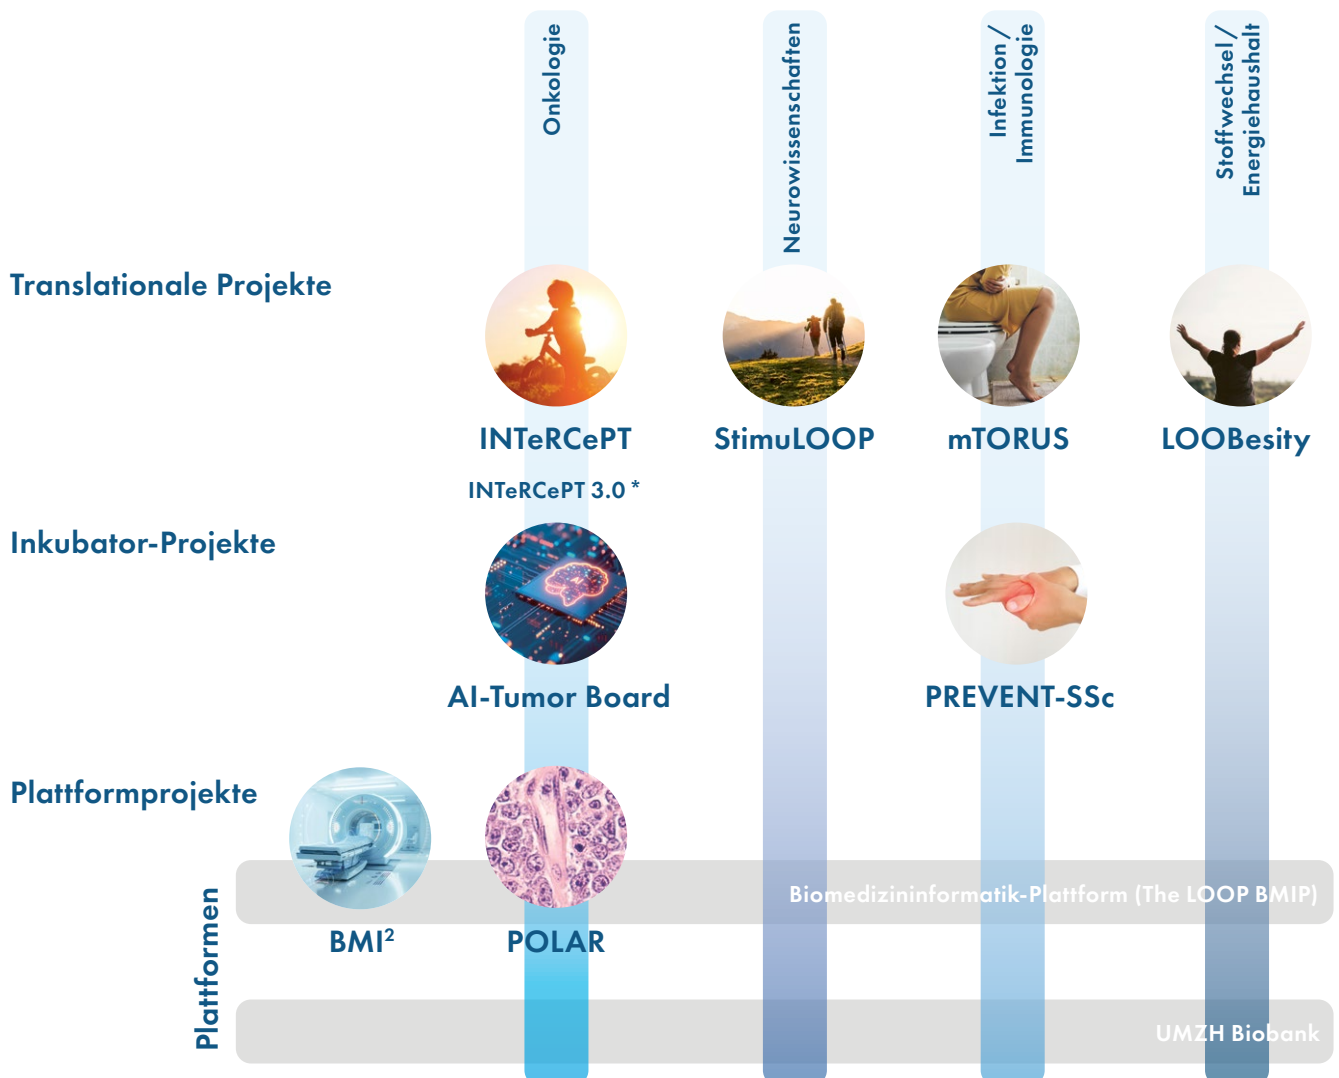 Onkologie
Neurowissenschaften
Infektion /
Immunologie
Stoffwechsel /
Energiehaushalt
Translationale Projekte
INTeRCePT
StimuLOOP
mTORUS
LOOBesity
INTeRCePT 3.0 *
Inkubator-Projekte
AI
AI-Tumor Board
PREVENT-SSc
Plattformprojekte
Plattformen
Biomedizininformatik-Plattform (The LOOP BMIP)
BMI²
POLAR
UMZH Biobank